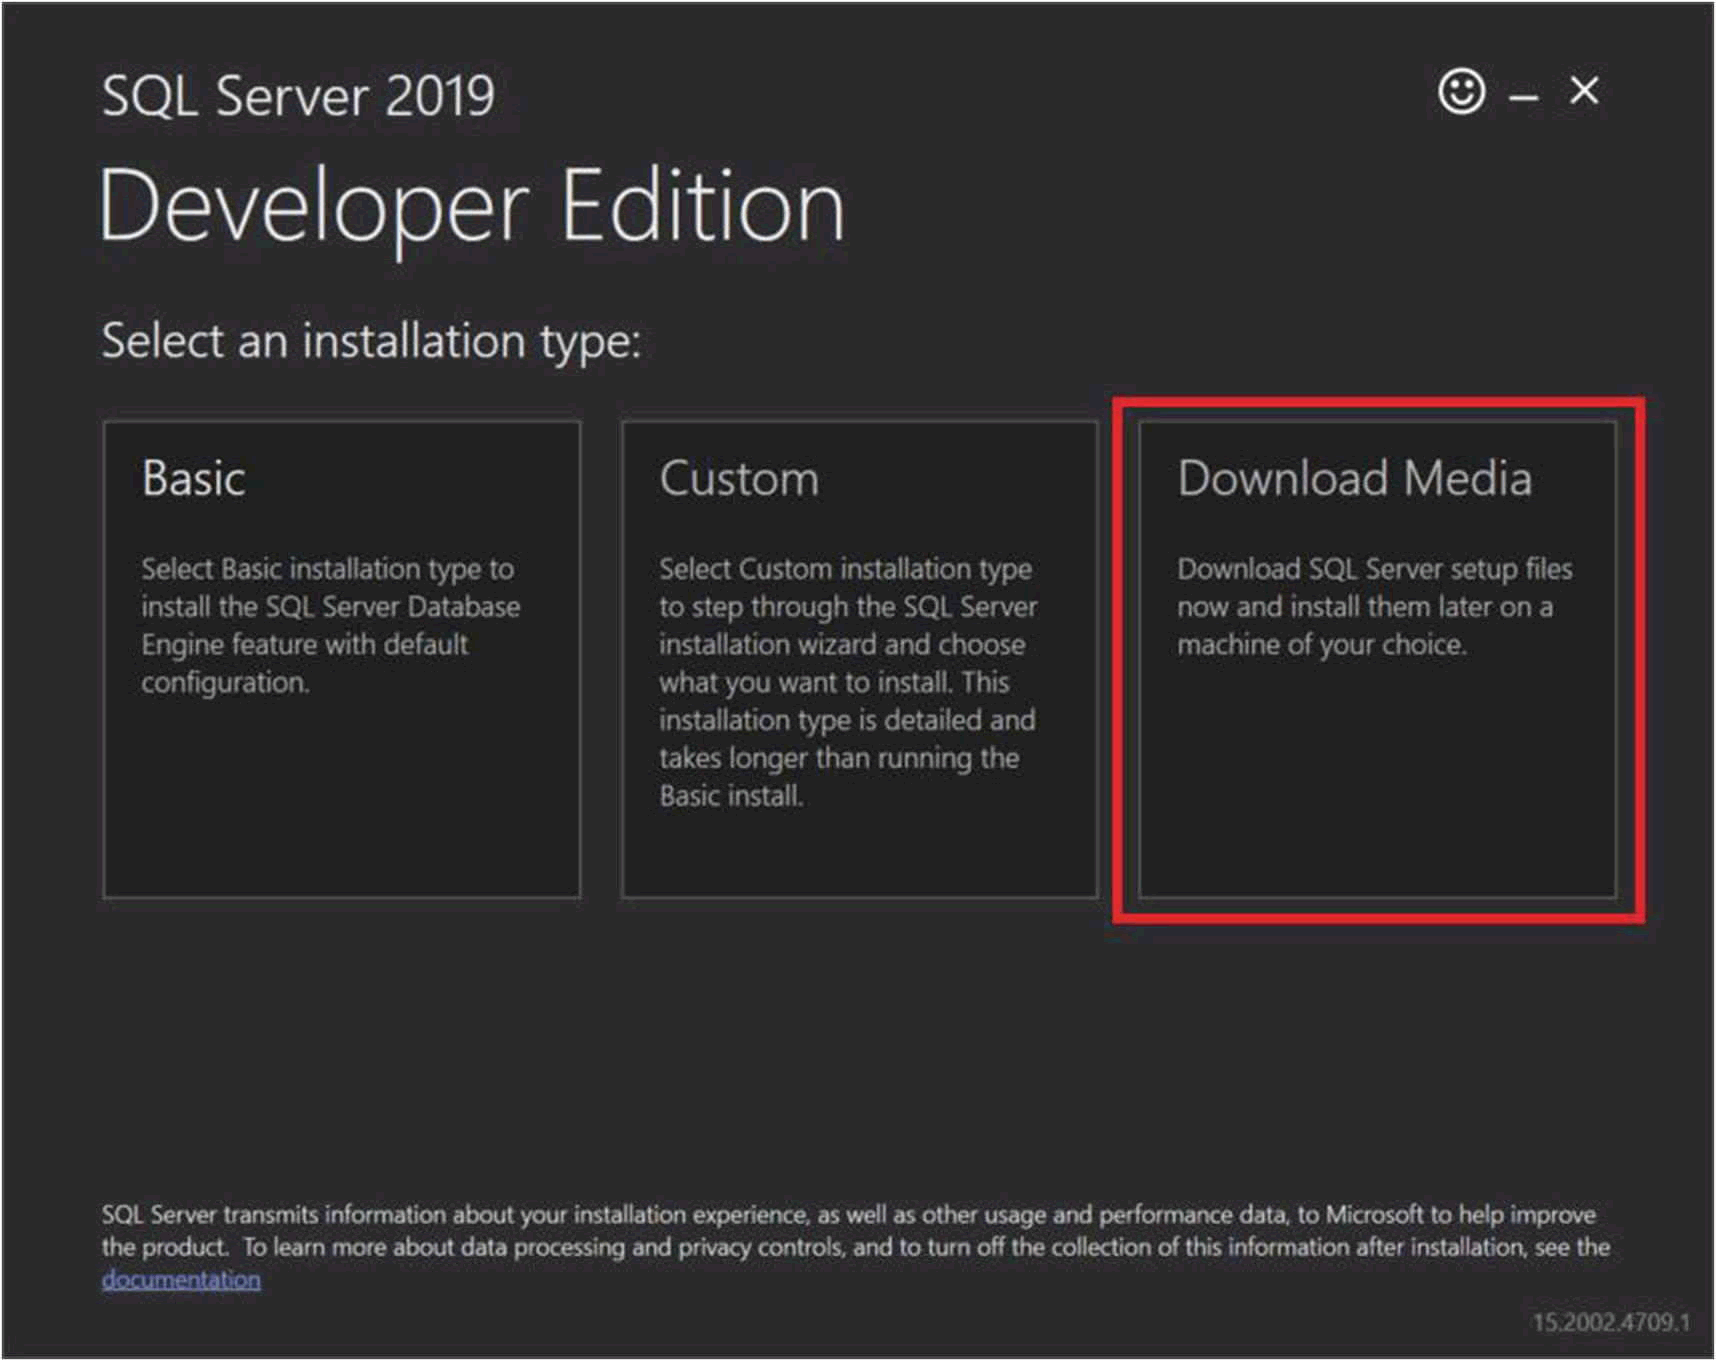 SQL Server 2019
Developer Edition
Select an installation type:
Basic
Select Basic installation type to
install the SQL Server Database
Engine feature with default
configuration.
Custom
Select Custom installation type
to step through the SQL Server
installation wizard and choose
what you want to install. This
installation type is detailed and
takes longer than running the
Basic install.
Download Media
Download SQL Server setup files
now and install them later on a
machine of your choice.
SQL Server transmits information about your installation experience, as well as other usage and performance data, to Microsoft to help improve
the product.  To learn more about data processing and privacy controls, and to turn off the collection of this information after installation, see the
documentation
15.2002.4709.1